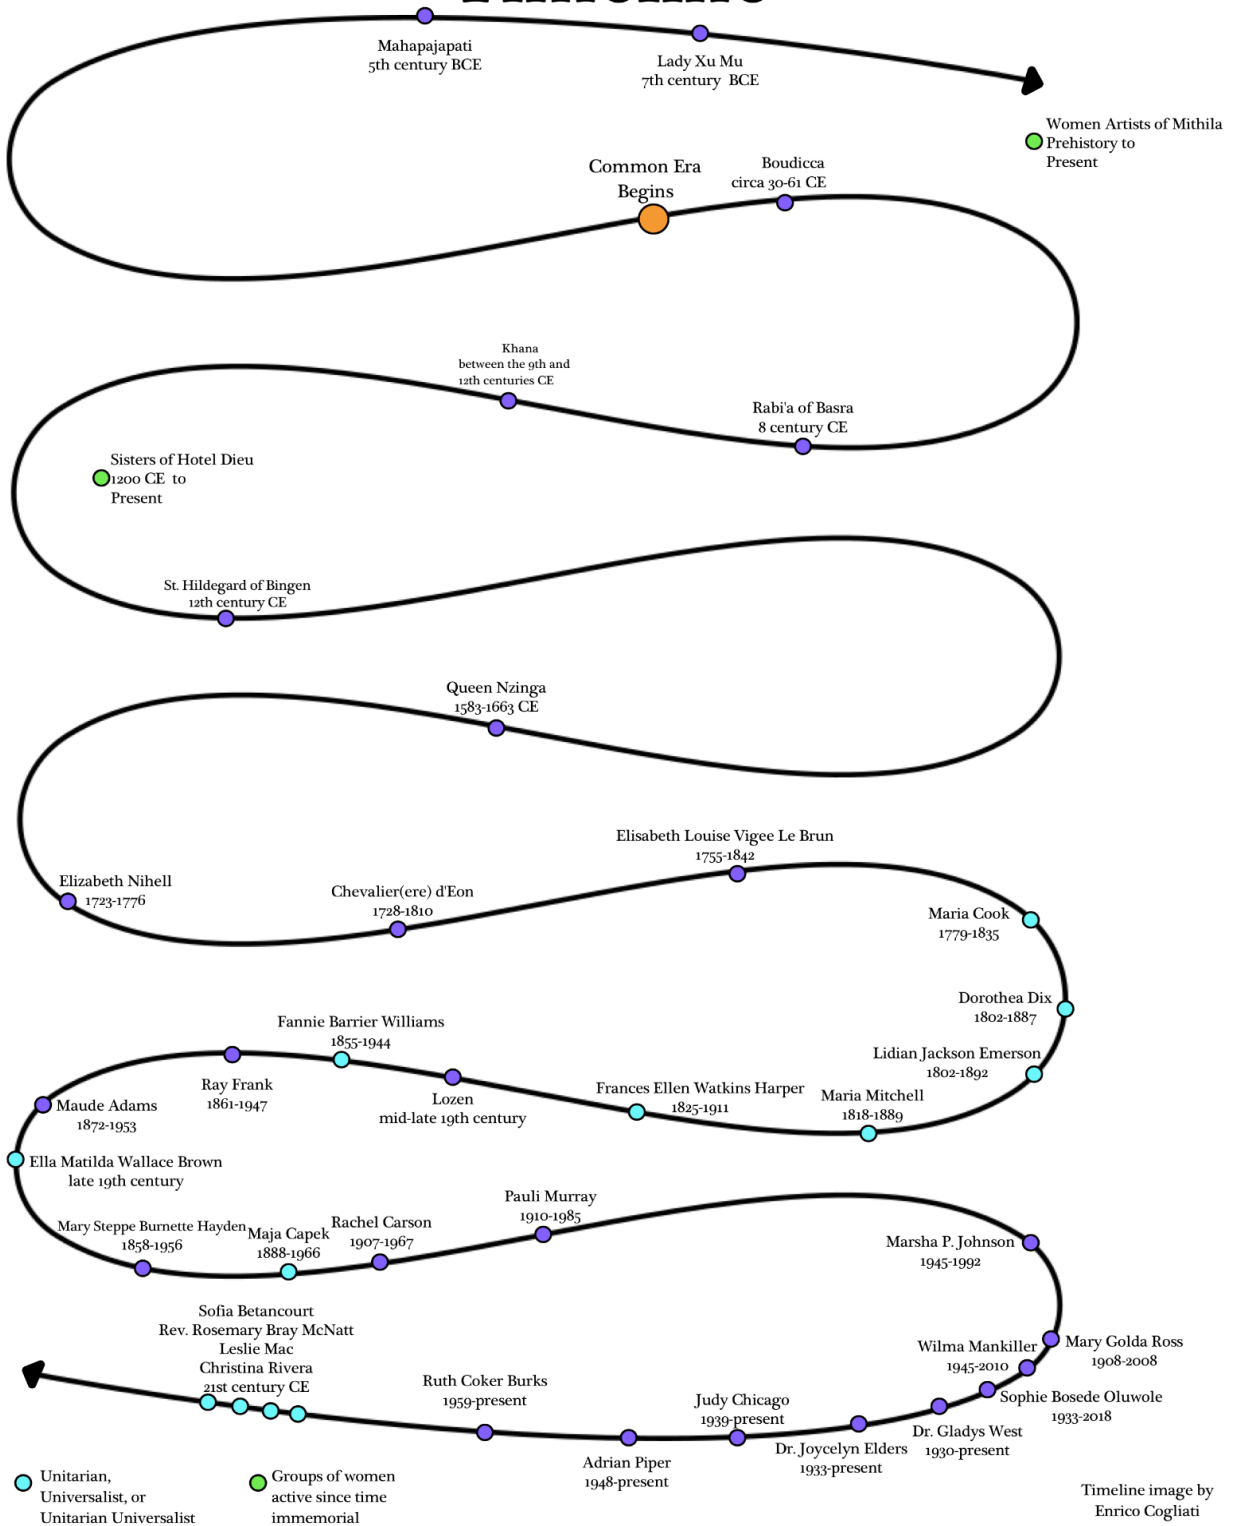 Mahapajapati
5th century BCE
Lady Xu Mu
7th century BCE
Women Artists of Mithila
Prehistory to
Present
Common Era
Begins
Boudicca
circa 30-61 CE
Khana
between the 9th and
12th centuries CE
Rabi'a of Basra
8 century CE
Sisters of Hotel Dieu
1200 CE to
Present
St. Hildegard of Bingen
12th century CE
Queen Nzinga
1583-1663 CE
Elisabeth Louise Vigee Le Brun
1755-1842
Elizabeth Nihell
1723-1776
Chevalier(ere) d'Eon
1728-1810
Maria Cook
1779-1835
Dorothea Dix
1802-1887
Lidian Jackson Emerson
1802-1892
Maria Mitchell
1818-1889
Frances Ellen Watkins Harper
1825-1911
Fannie Barrier Williams
1855-1944
Lozen
mid-late 19th century
Ray Frank
1861-1947
Maude Adams
1872-1953
Ella Matilda Wallace Brown
late 19th century
Mary Steppe Burnette Hayden
1858-1956
Maja Capek
1888-1966
Rachel Carson
1907-1967
Pauli Murray
1910-1985
Marsha P. Johnson
1945-1992
Mary Golda Ross
1908-2008
Wilma Mankiller
1945-2010
Sophie Bosede Oluwole
1933-2018
Dr. Gladys West
1930-present
Dr. Joycelyn Elders
1933-present
Judy Chicago
1939-present
Adrian Piper
1948-present
Ruth Coker Burks
1959-present
Sofia Betancourt
Rev. Rosemary Bray McNatt
Leslie Mac
Christina Rivera
21st century CE
Unitarian,
Universalist, or
Unitarian Universalist
Groups of women
active since time
immemorial
Timeline image by
Enrico Cogliati